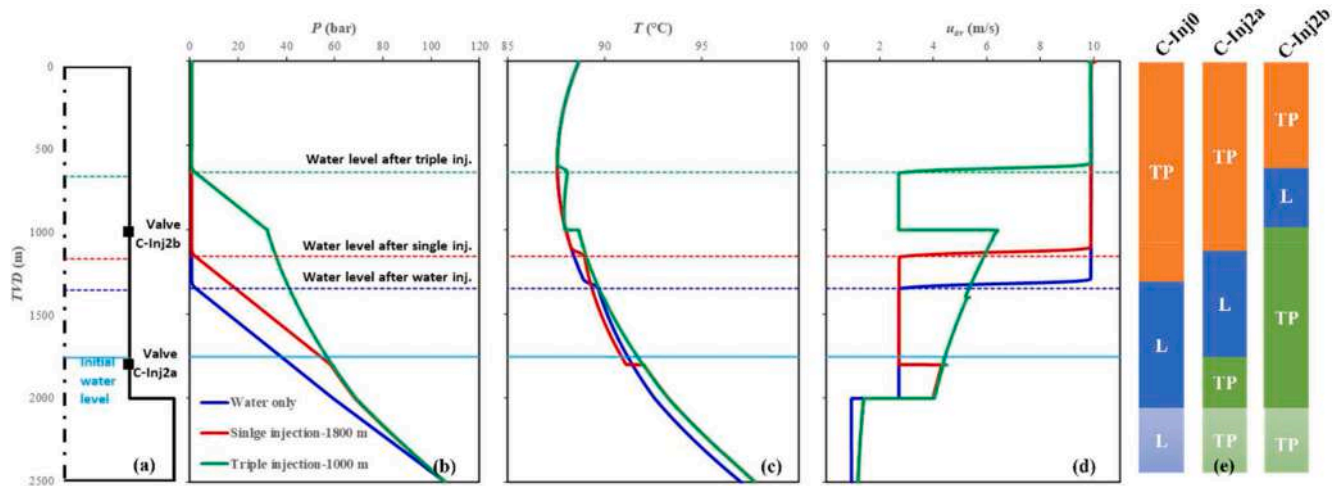 P (bar)
0 20 40 60 80 100 120
T (°C)
85 90 95 100
u_av (m/s)
0 2 4 6 8 10
C-Inj0
C-Inj2a
C-Inj2b
TVD (m)
0
500
1000
1500
2000
2500
Valve
C-Inj2b
Valve
C-Inj2a
Initial
water
level
Water level after triple inj.
Water level after single inj.
Water level after water inj.
Water only
Sinlge injection-1800 m
Triple injection-1000 m
(a)
(b)
(c)
(d)
(e)
TP
L
L
TP
L
TP
TP
TP
L
TP
TP